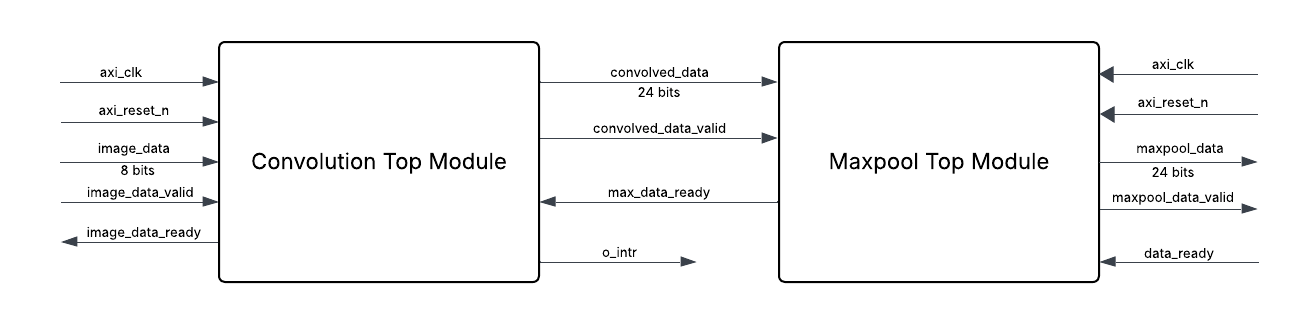 axi_clk
axi_reset_n
image_data
8 bits
image_data_valid
image_data_ready
Convolution Top Module
convolved_data
24 bits
convolved_data_valid
max_data_ready
o_intr
Maxpool Top Module
axi_clk
axi_reset_n
maxpool_data
24 bits
maxpool_data_valid
data_ready